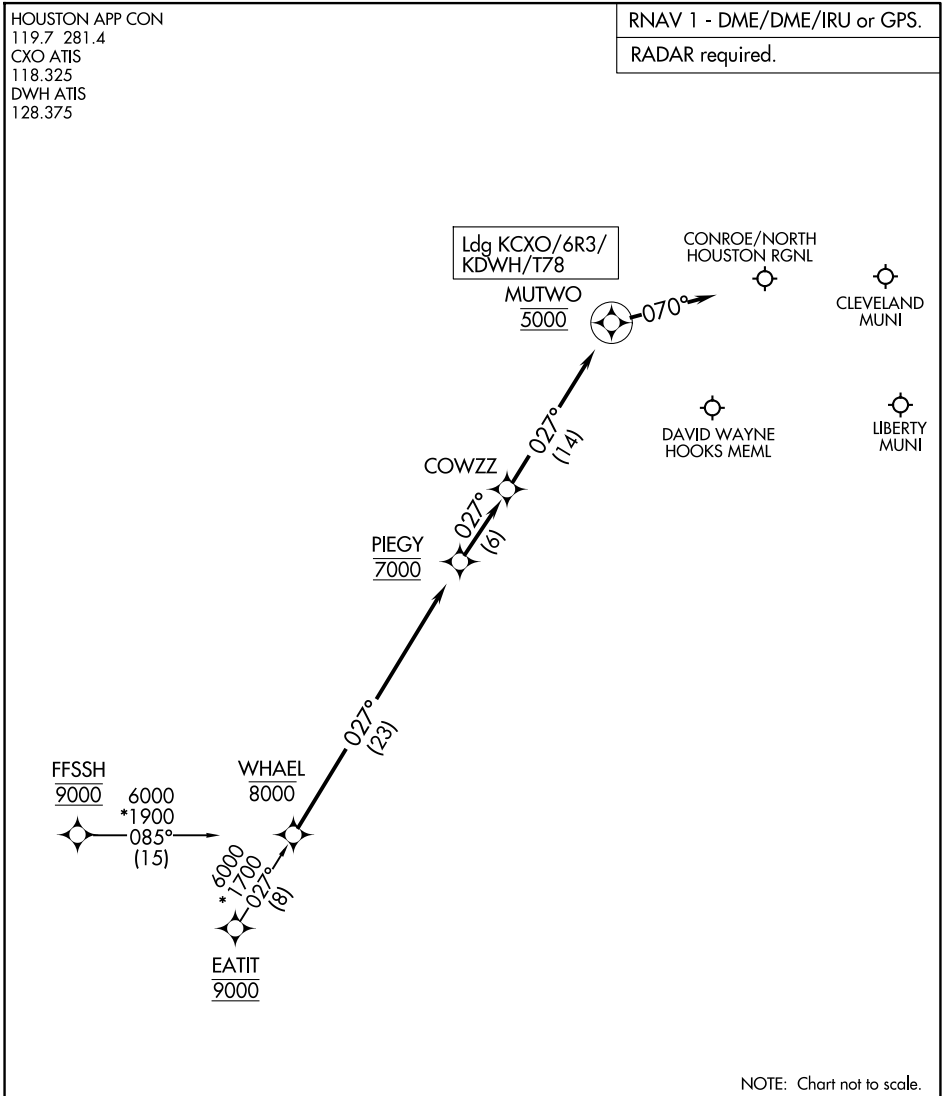 HOUSTON APP CON
119.7 281.4
CXO ATIS
118.325
DWH ATIS
128.375
RNAV 1 - DME/DME/IRU or GPS.
RADAR required.
Ldg KCXO/6R3/
KDWH/T78
MUTWO
5000
070°
CONROE/NORTH
HOUSTON RGNL
CLEVELAND
MUNI
DAVID WAYNE
HOOKS MEML
LIBERTY
MUNI
027°
(14)
COWZZ
027°
(6)
PIEGY
7000
027°
(23)
FFSSH
9000
6000
*1900
085°
(15)
WHAEL
8000
6000
*1700
027°
(8)
EATIT
9000
NOTE: Chart not to scale.